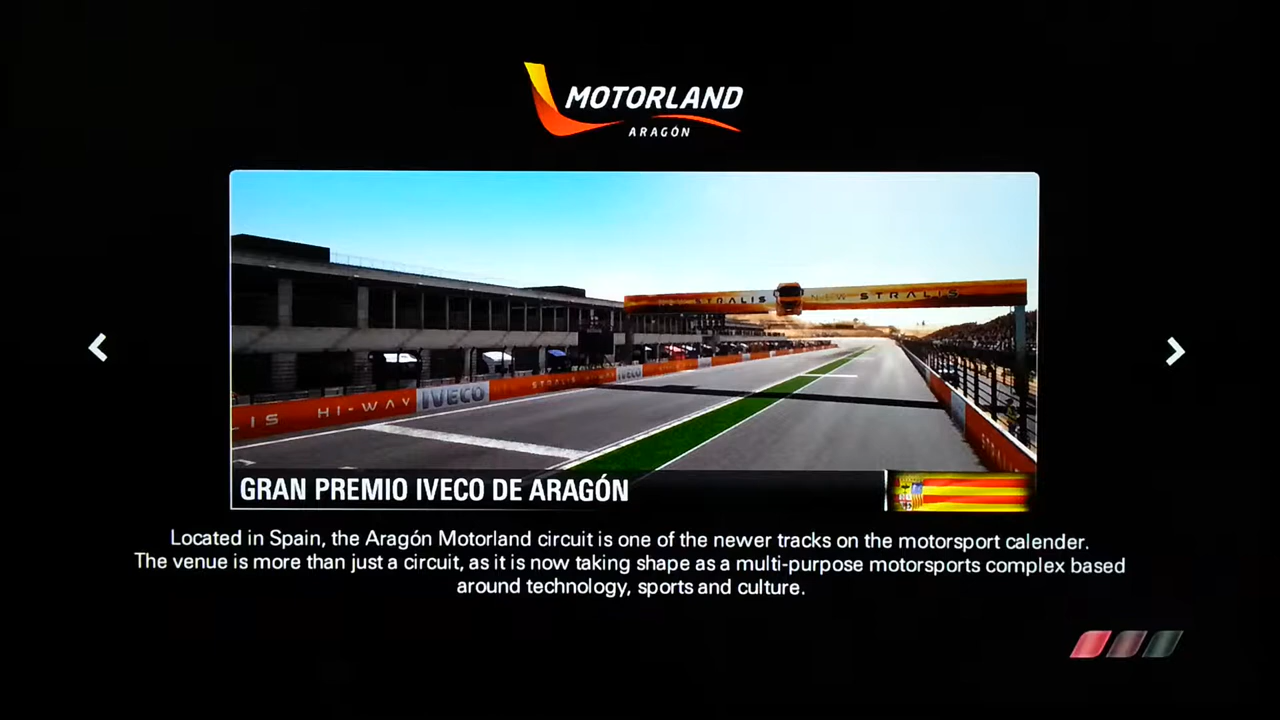 MOTORLAND
ARAGÓN
STRALIS
STRALIS
IS HI-WAY IVECO STRALIS IVECO
GRAN PREMIO IVECO DE ARAGÓN
Located in Spain, the Aragón Motorland circuit is one of the newer tracks on the motorsport calender.
The venue is more than just a circuit, as it is now taking shape as a multi-purpose motorsports complex based
around technology, sports and culture.